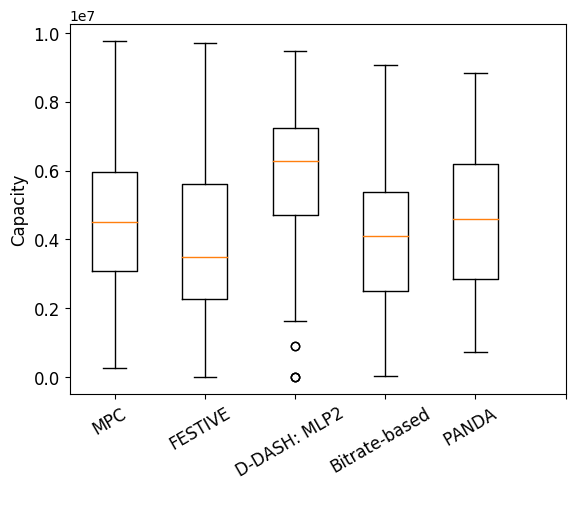 1e7
1.0
0.8
0.6
0.4
0.2
0.0
Capacity
MPC
FESTIVE
D-DASH: MLP2
Bitrate-based
PANDA